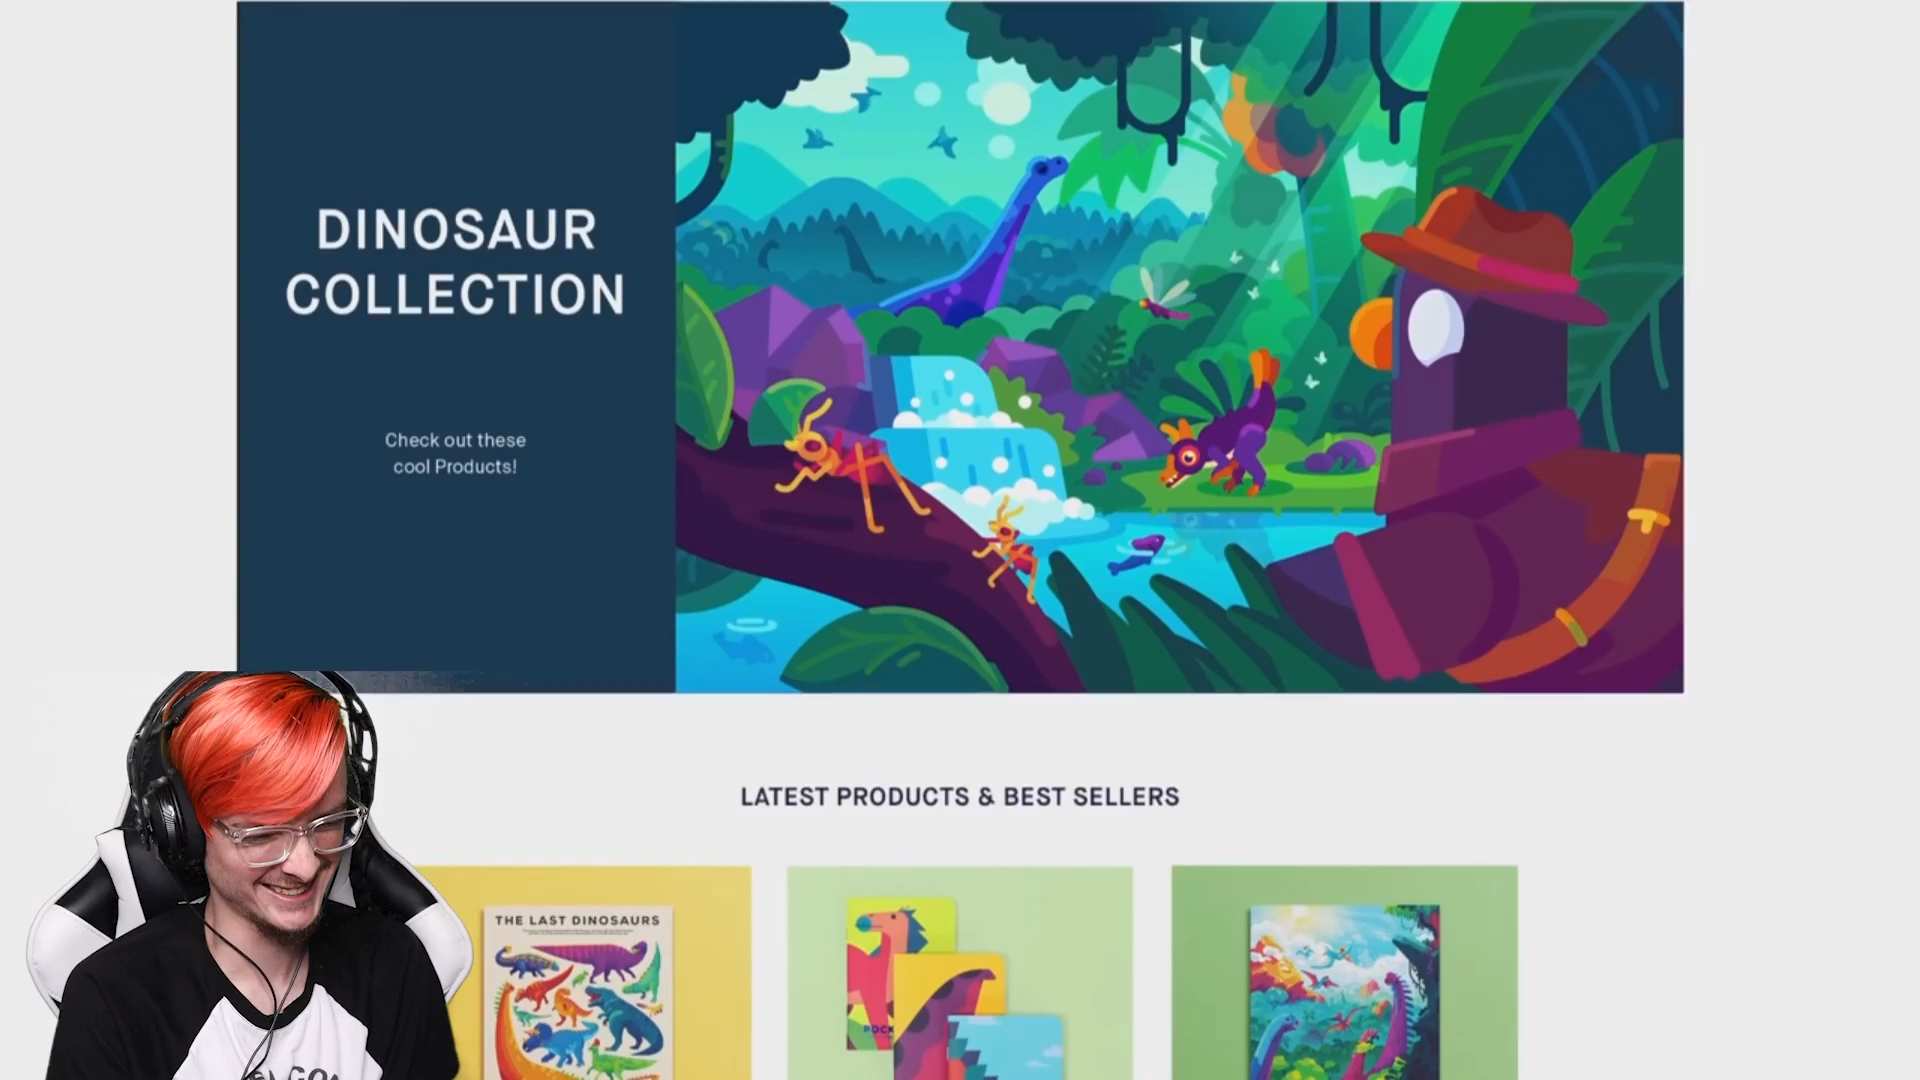 DINOSAUR
COLLECTION
Check out these
cool Products!
LATEST PRODUCTS & BEST SELLERS
THE LAST DINOSAURS